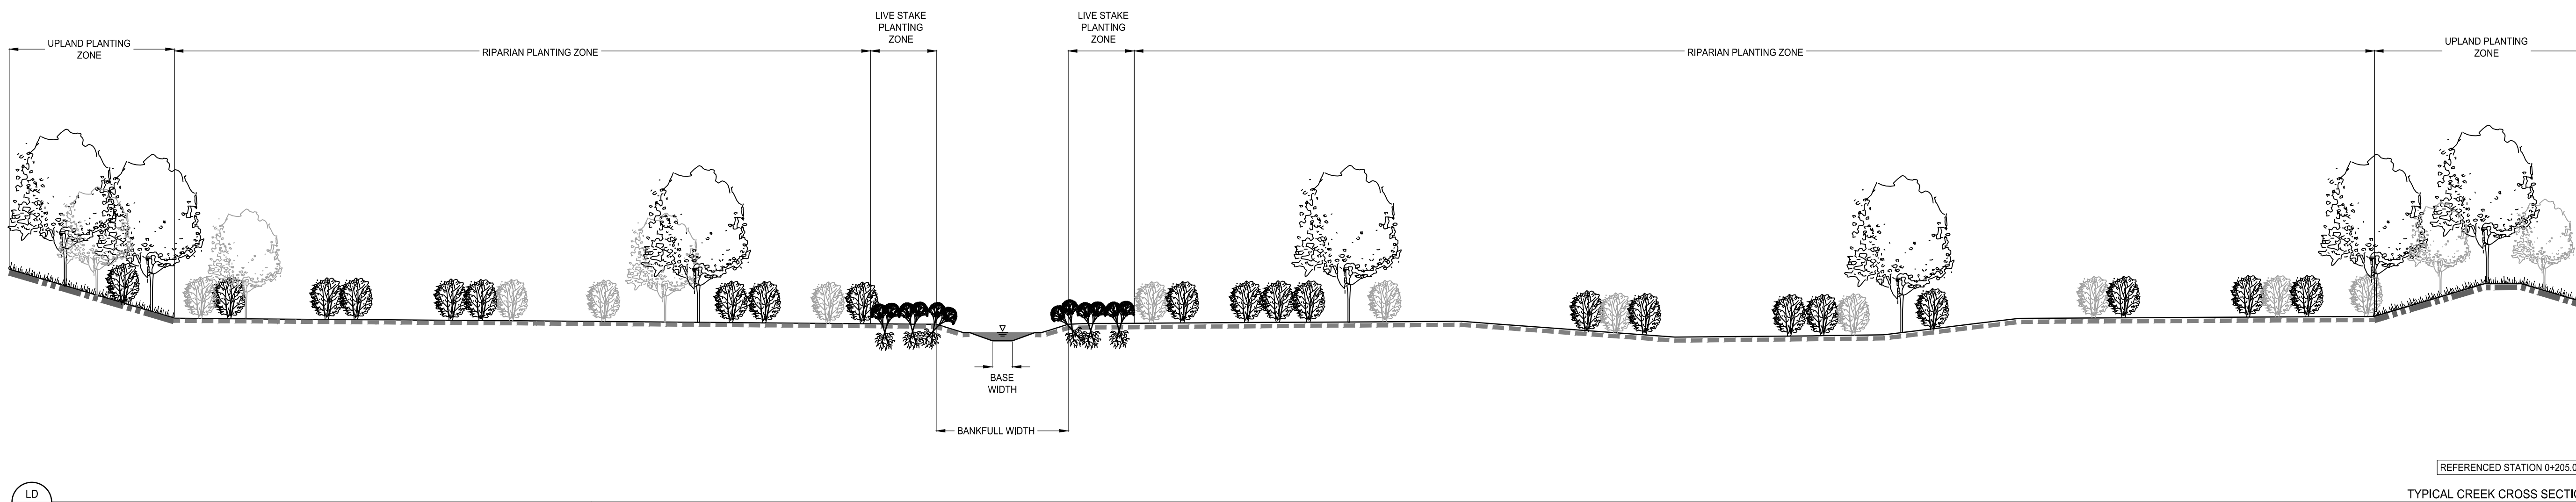 UPLAND PLANTING
ZONE
RIPARIAN PLANTING ZONE
LIVE STAKE
PLANTING
ZONE
LIVE STAKE
PLANTING
ZONE
RIPARIAN PLANTING ZONE
UPLAND PLANTING
ZONE
BASE
WIDTH
BANKFULL WIDTH
REFERENCED STATION 0+205.0
TYPICAL CREEK CROSS SECTI
LD